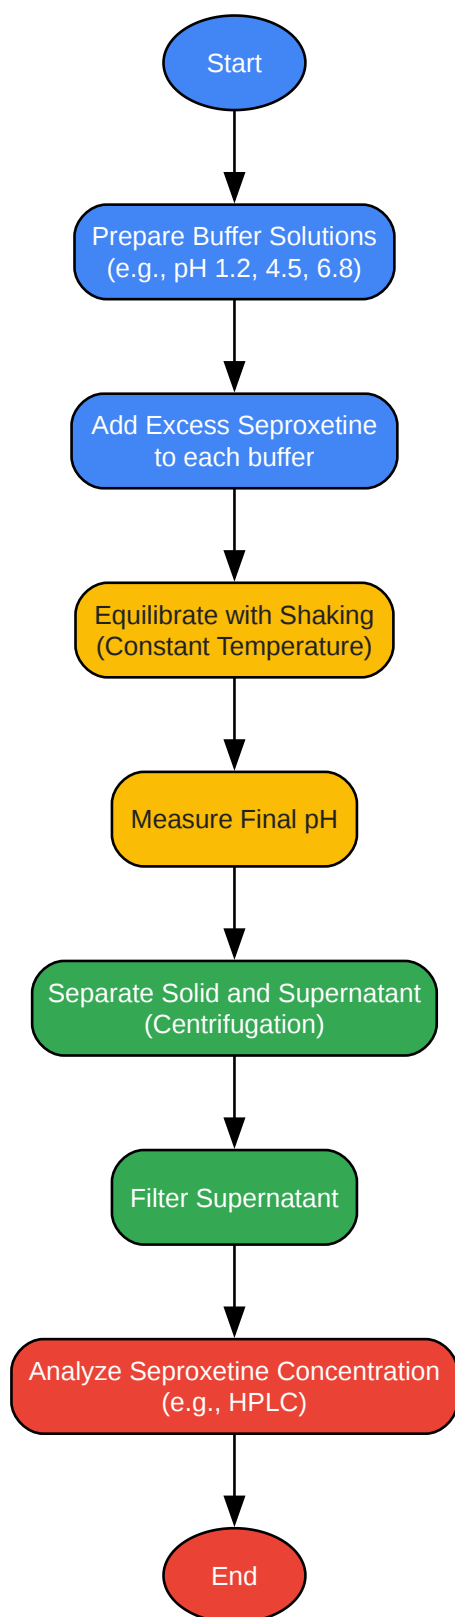 Start
Prepare Buffer Solutions
(e.g., pH 1.2, 4.5, 6.8)
Add Excess Seproxetine
to each buffer
Equilibrate with Shaking
(Constant Temperature)
Measure Final pH
Separate Solid and Supernatant
(Centrifugation)
Filter Supernatant
Analyze Seproxetine Concentration
(e.g., HPLC)
End